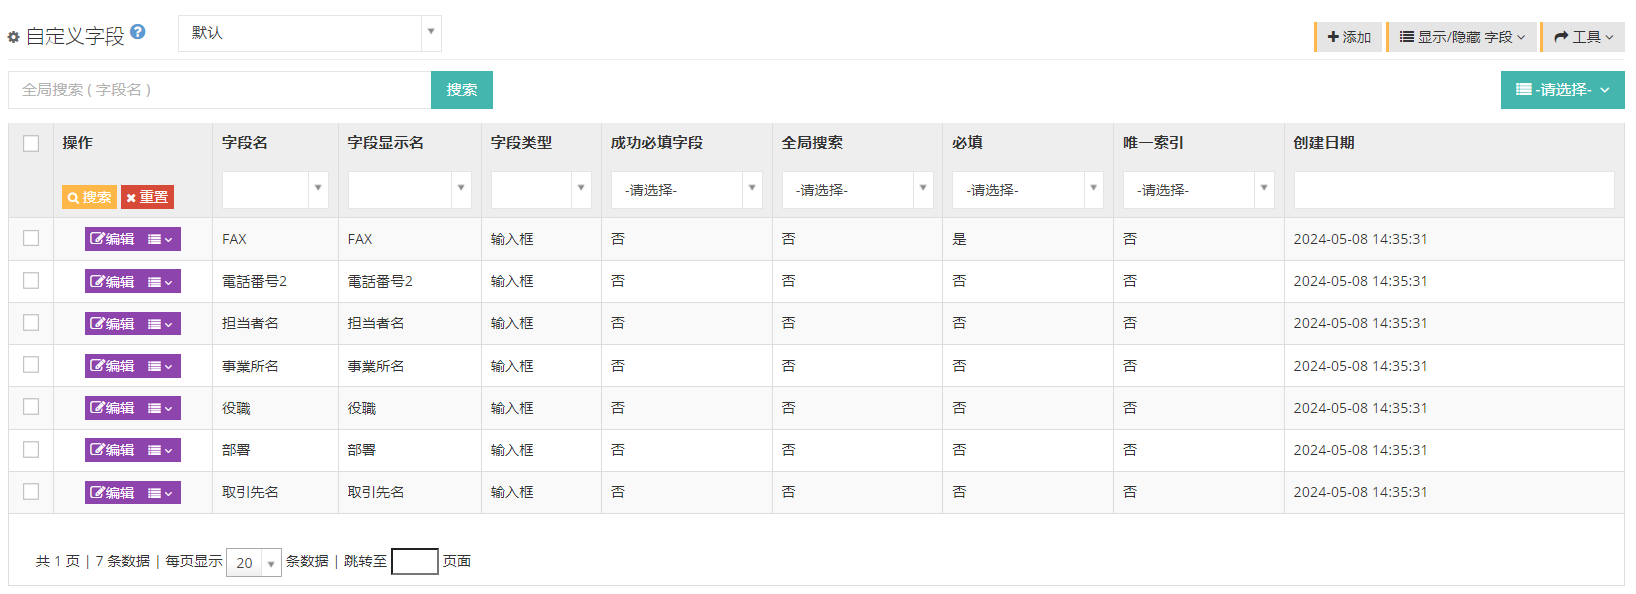 自定义字段 默认 添加 显示/隐藏 字段 工具
全局搜索 ( 字段名 ) 搜索 -请选择-
操作 字段名 字段显示名 字段类型 成功必填字段 全局搜索 必填 唯一索引 创建日期
搜索 重置 -请选择- -请选择- -请选择- -请选择-
编辑 FAX FAX 输入框 否 否 是 否 2024-05-08 14:35:31
编辑 電話番号2 電話番号2 输入框 否 否 否 否 2024-05-08 14:35:31
编辑 担当者名 担当者名 输入框 否 否 否 否 2024-05-08 14:35:31
编辑 事業所名 事業所名 输入框 否 否 否 否 2024-05-08 14:35:31
编辑 役職 役職 输入框 否 否 否 否 2024-05-08 14:35:31
编辑 部署 部署 输入框 否 否 否 否 2024-05-08 14:35:31
编辑 取引先名 取引先名 输入框 否 否 否 否 2024-05-08 14:35:31
共 1 页 | 7 条数据 | 每页显示 20 条数据 | 跳转至 页面